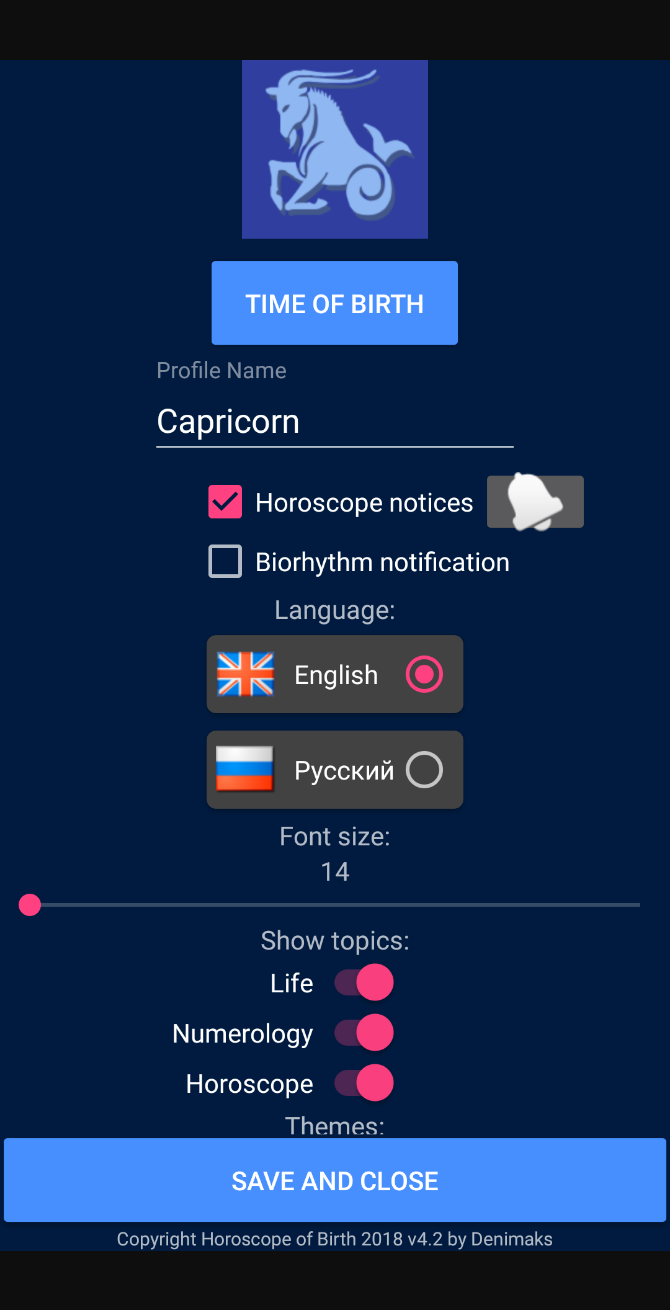 TIME OF BIRTH
Profile Name
Capricorn
Horoscope notices
Biorhythm notification
Language:
English
Русский
Font size:
14
Show topics:
Life
Numerology
Horoscope
Themes:
SAVE AND CLOSE
Copyright Horoscope of Birth 2018 v4.2 by Denimaks